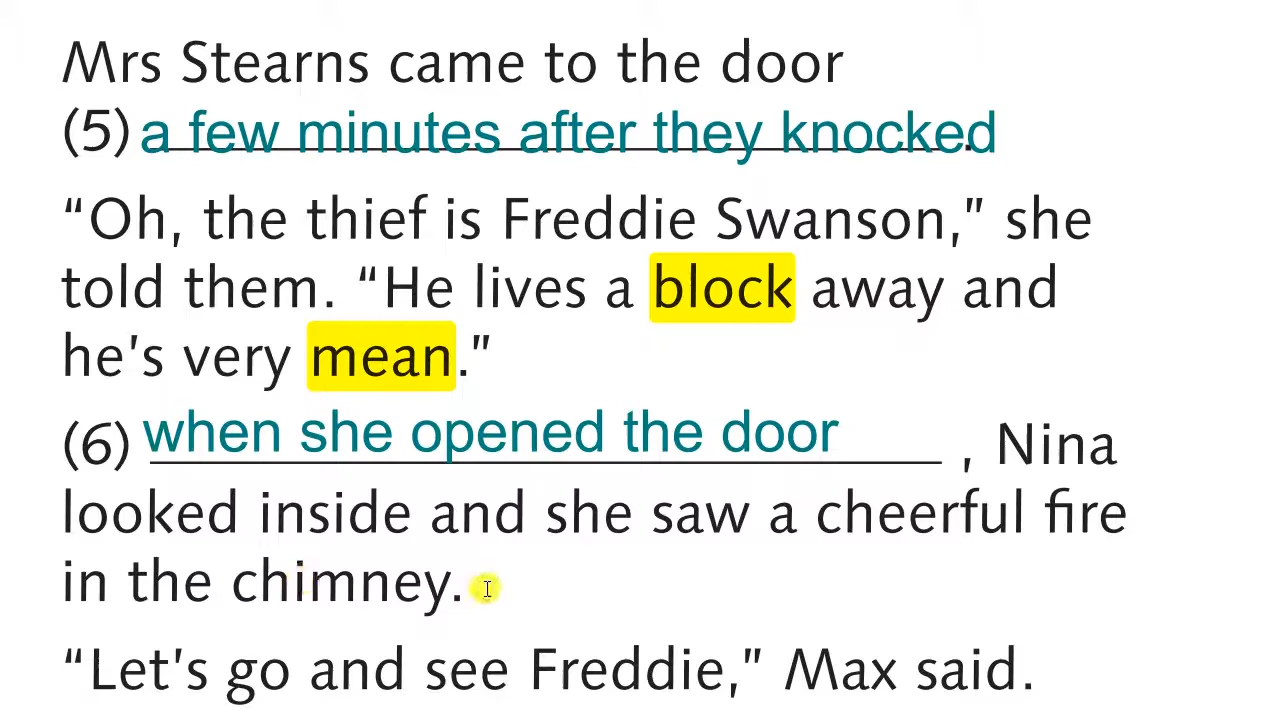 Mrs Stearns came to the door
(5) a few minutes after they knocked.
“Oh, the thief is Freddie Swanson,” she
told them. “He lives a block away and
he’s very mean.”
(6) when she opened the door, Nina
looked inside and she saw a cheerful fire
in the chimney.
“Let’s go and see Freddie,” Max said.